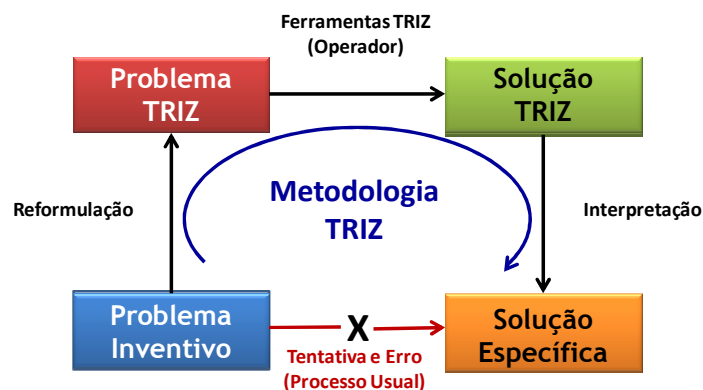 Ferramentas TRIZ
(Operador)
Problema
TRIZ
Solução
TRIZ
Reformulação
Metodologia
TRIZ
Interpretação
Problema
Inventivo
X
Tentativa e Erro
(Processo Usual)
Solução
Específica